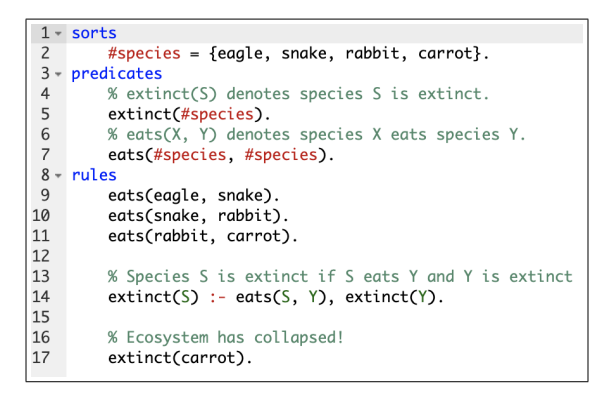 1 sorts
2     #species = {eagle, snake, rabbit, carrot}.
3 predicates
4     % extinct(S) denotes species S is extinct.
5     extinct(#species).
6     % eats(X, Y) denotes species X eats species Y.
7     eats(#species, #species).
8 rules
9     eats(eagle, snake).
10     eats(snake, rabbit).
11     eats(rabbit, carrot).
12
13     % Species S is extinct if S eats Y and Y is extinct
14     extinct(S) :- eats(S, Y), extinct(Y).
15
16     % Ecosystem has collapsed!
17     extinct(carrot).